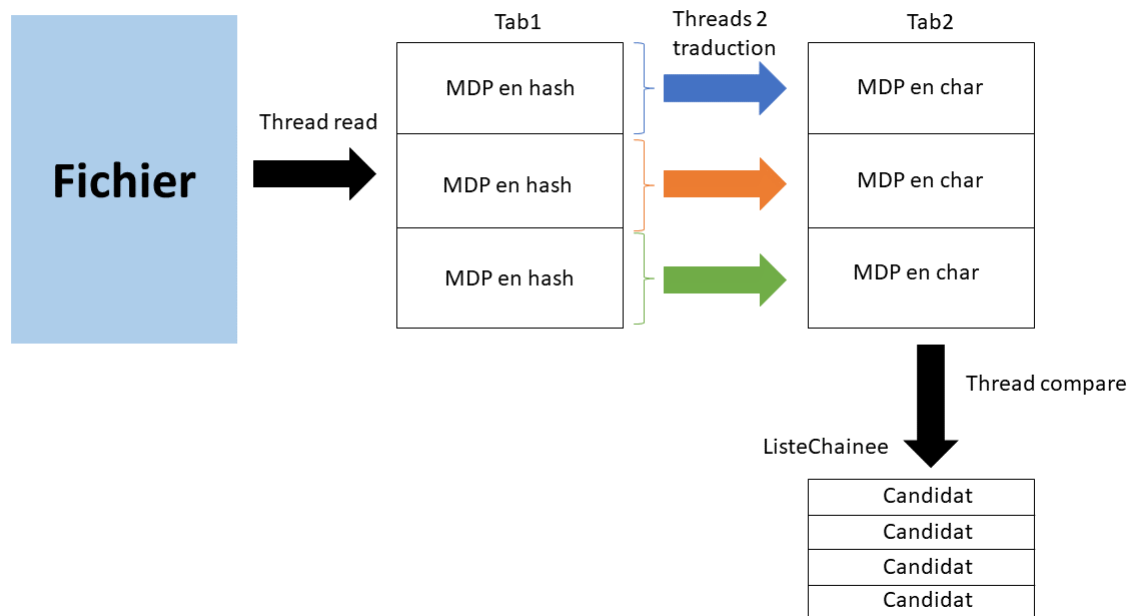 Fichier
Thread read
Tab1
MDP en hash
MDP en hash
MDP en hash
Threads 2
traduction
Tab2
MDP en char
MDP en char
MDP en char
Thread compare
ListeChainee
Candidat
Candidat
Candidat
Candidat